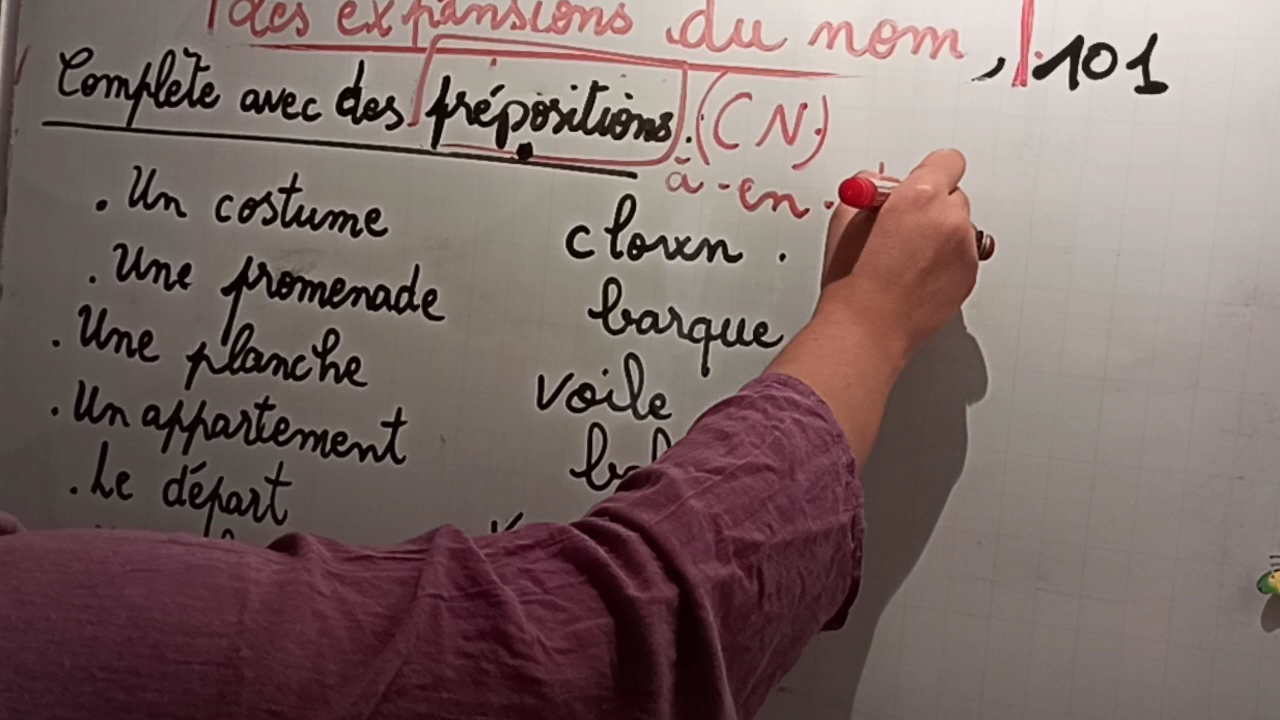 des expansions du nom, p.101
Complète avec des prépositions. (CN)
à - en -
. Un costume clown.
. Une promenade barque
. Une planche voile
. Un appartement
. Le départ